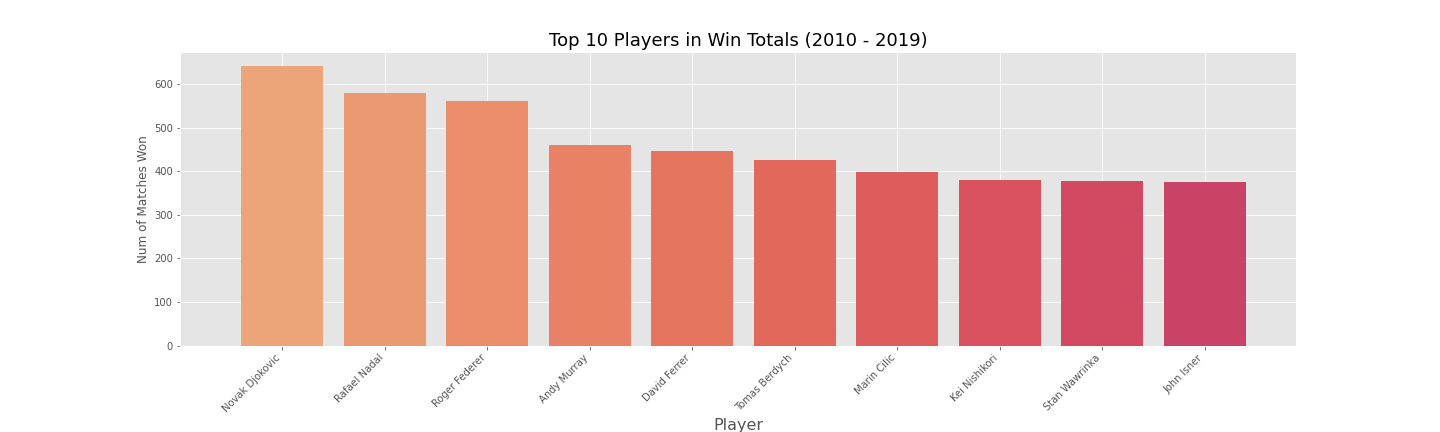 Top 10 Players in Win Totals (2010 - 2019)
Num of Matches Won
600
500
400
300
200
100
0
Novak Djokovic
Rafael Nadal
Roger Federer
Andy Murray
David Ferrer
Tomas Berdych
Marin Cilic
Kei Nishikori
Stan Wawrinka
John Isner
Player